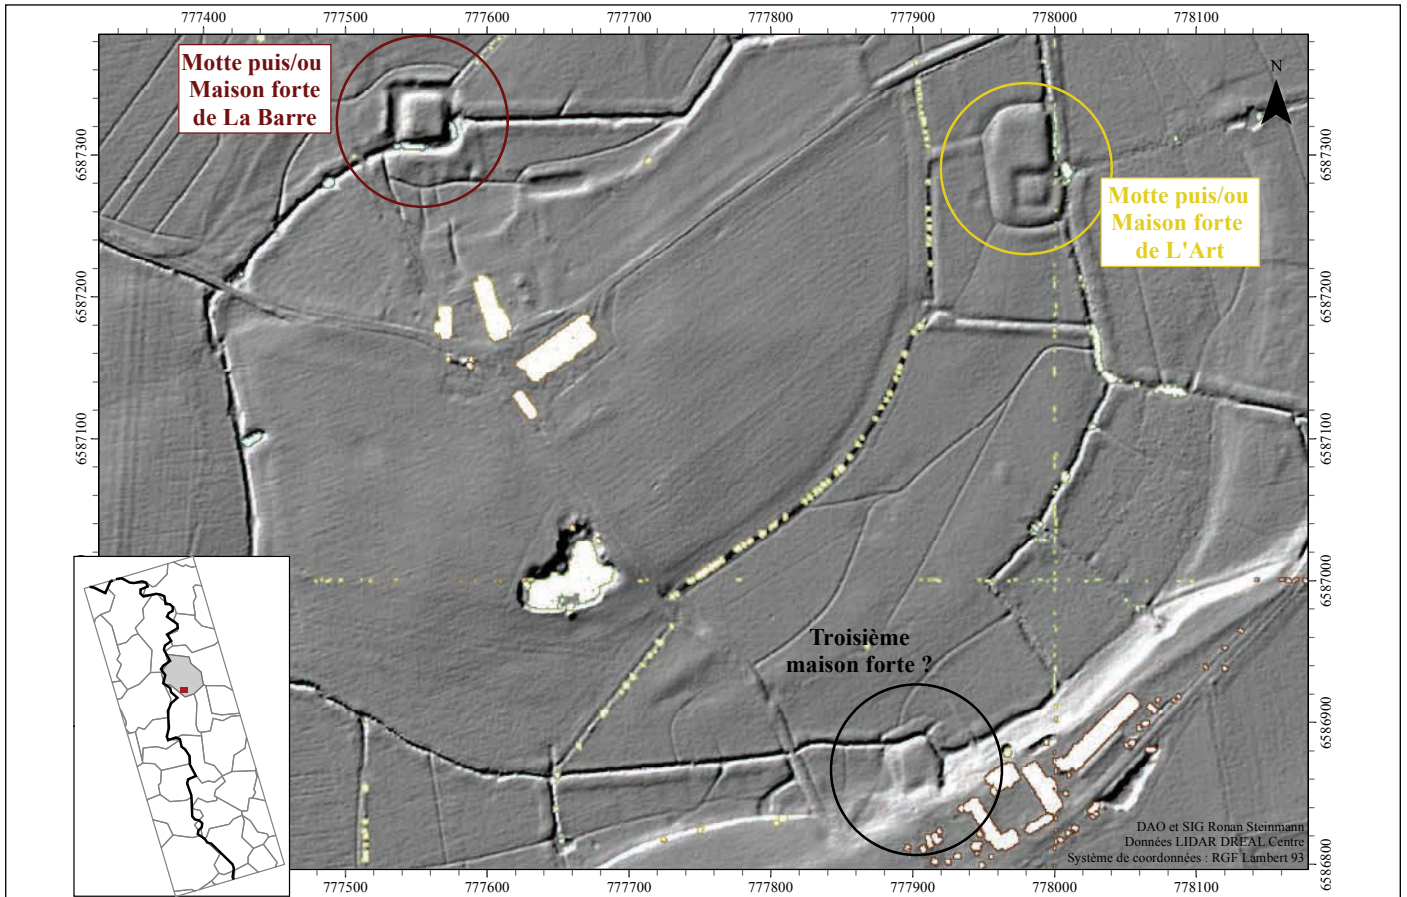 777400 777500 777600 777700 777800 777900 778000 778100
Motte puis/ou
Maison forte
de La Barre
N
6587300
6587300
Motte puis/ou
Maison forte
de L'Art
6587200
6587200
6587100
6587100
6587000
Troisième
maison forte ?
6586900
DAO et SIG Ronan Steinmann
Données LIDAR DREAL Centre
Système de coordonnées : RGF Lambert 93
6586800
777500 777600 777700 777800 777900 778000 778100